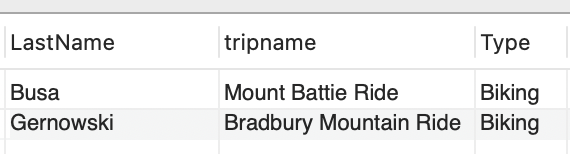 LastName tripname Type
Busa Mount Battie Ride Biking
Gernowski Bradbury Mountain Ride Biking